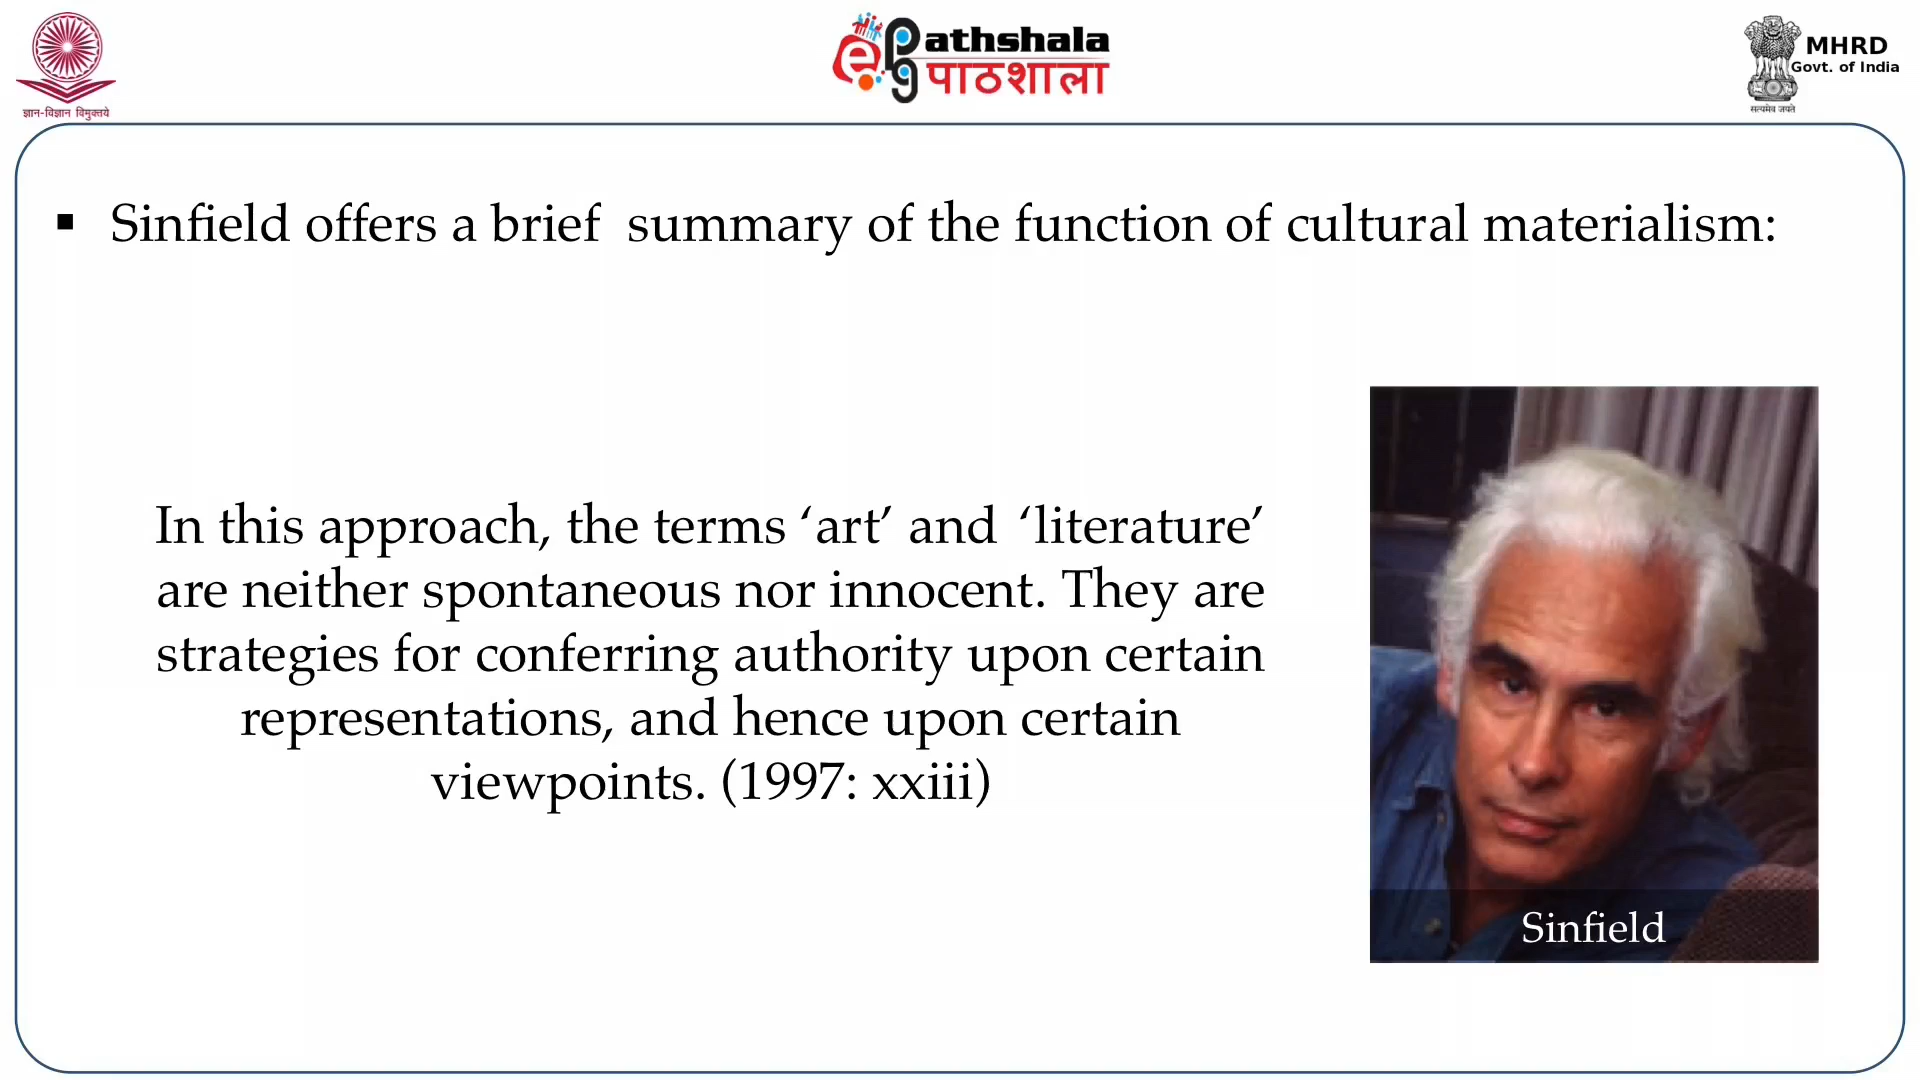 ज्ञान-विज्ञान विमुक्तये
ePathshala
पाठशाला
MHRD
Govt. of India
सत्यमेव जयते
▪ Sinfield offers a brief summary of the function of cultural materialism:
In this approach, the terms ‘art’ and ‘literature’
are neither spontaneous nor innocent. They are
strategies for conferring authority upon certain
representations, and hence upon certain
viewpoints. (1997: xxiii)
Sinfield